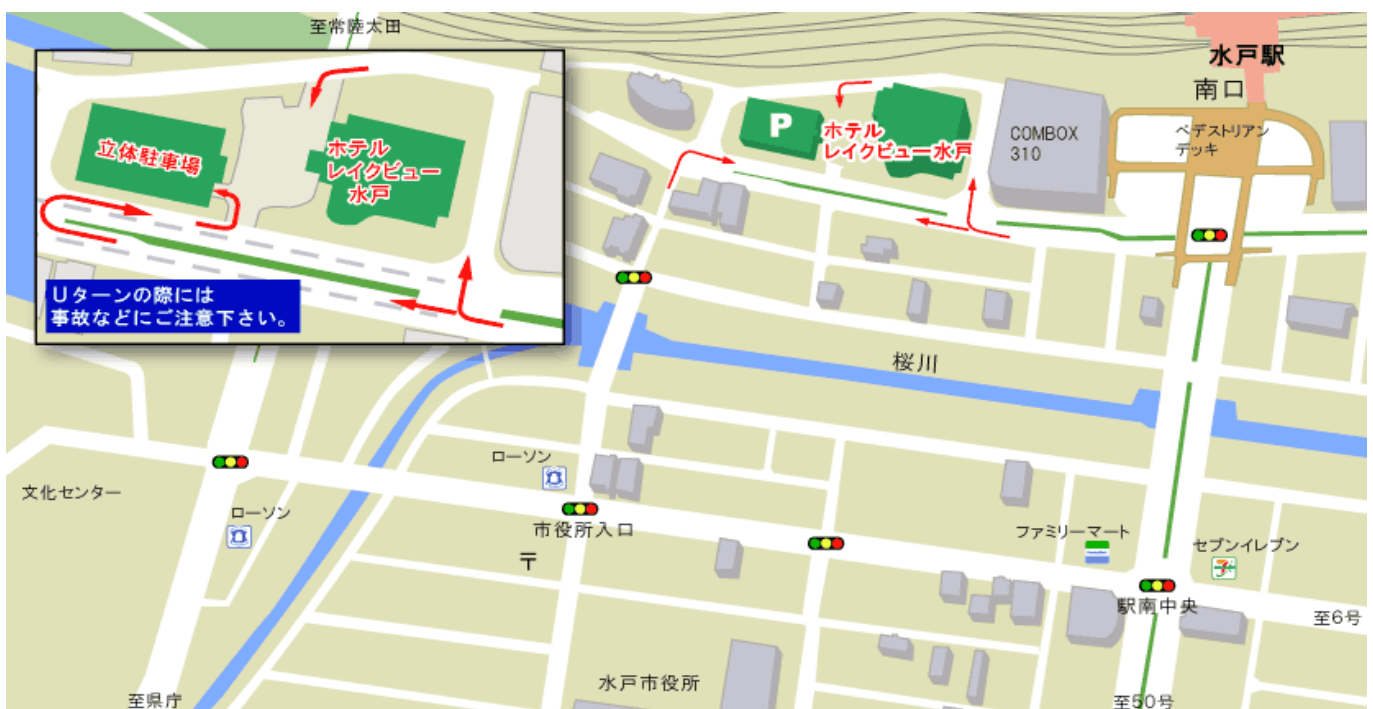 至常陸太田
水戸駅
南口
立体駐車場
ホテル
レイクビュー
水戸
P
ホテル
レイクビュー水戸
COMBOX
310
ペデストリアン
デッキ
Uターンの際には
事故などにご注意下さい。
桜川
ローソン
文化センター
ローソン
市役所入口
〒
ファミリーマート
セブンイレブン
駅南中央
至6号
水戸市役所
至県庁
至50号